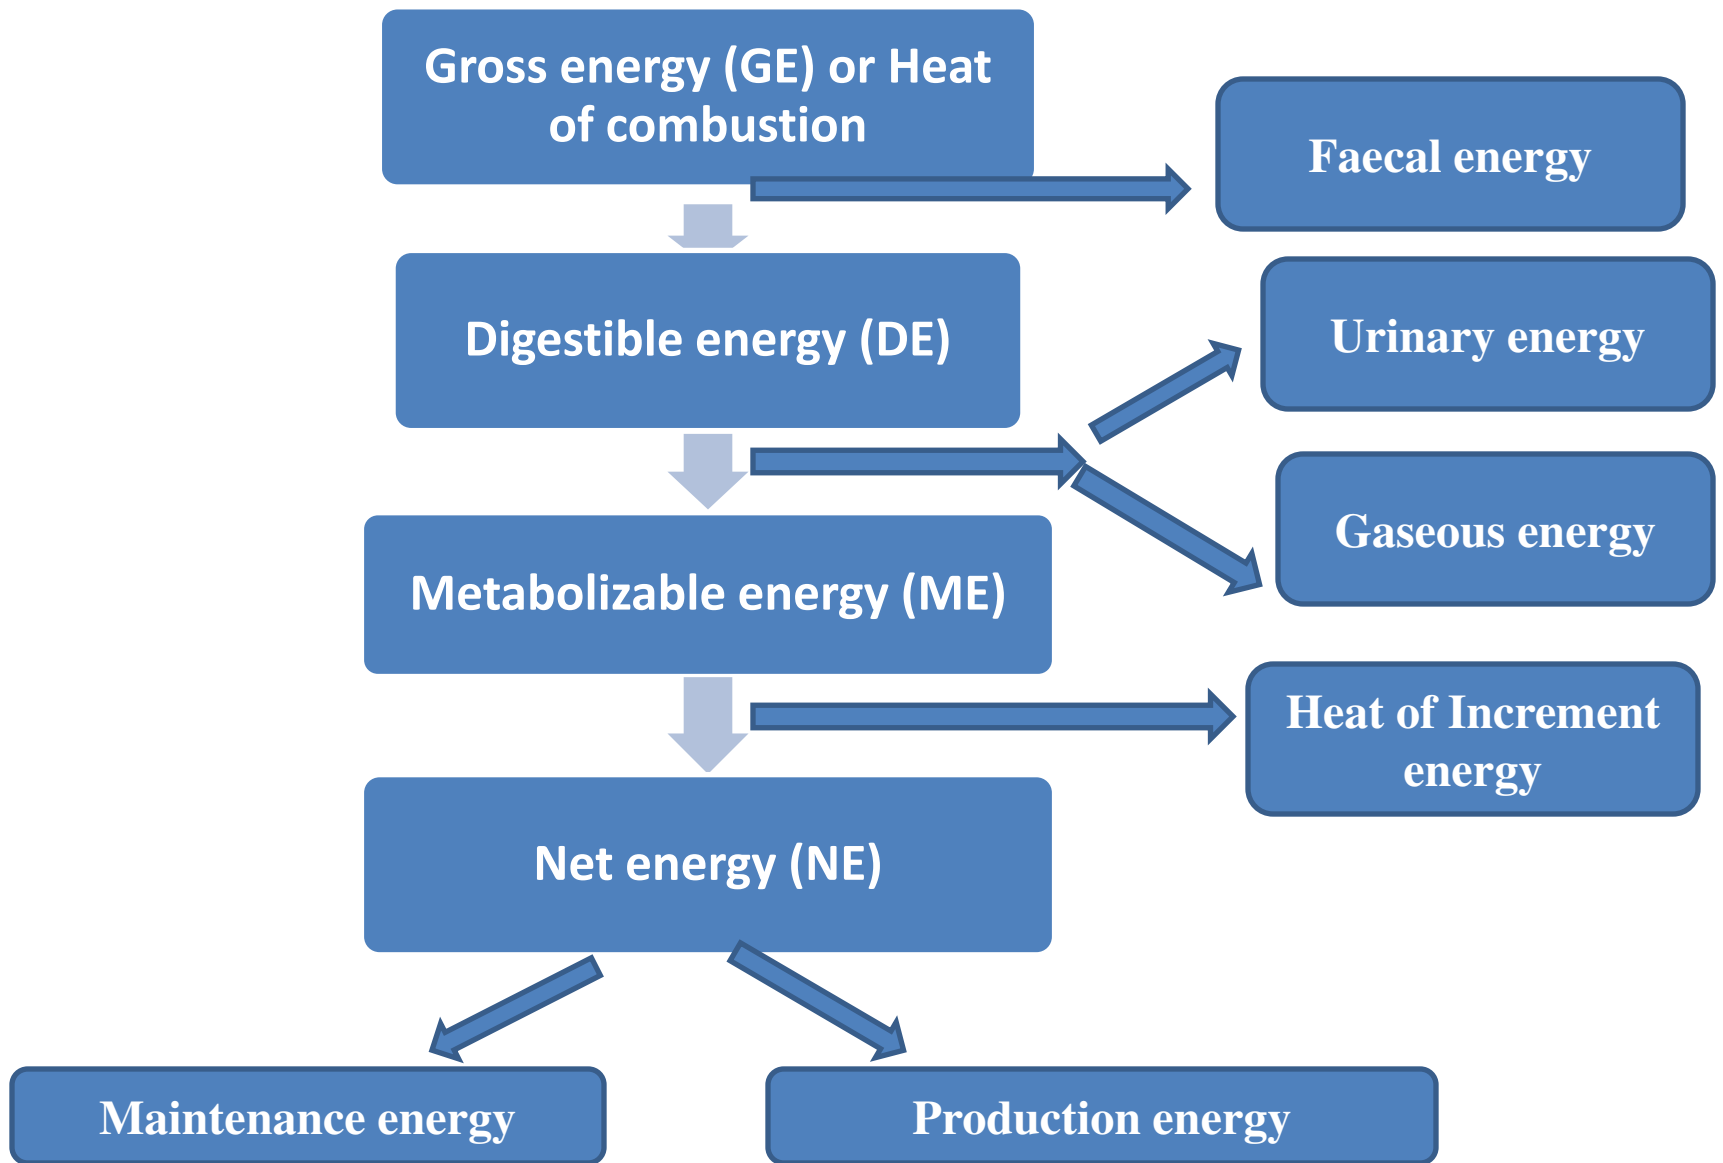 Gross energy (GE) or Heat
of combustion
Faecal energy
Digestible energy (DE)
Urinary energy
Gaseous energy
Metabolizable energy (ME)
Heat of Increment
energy
Net energy (NE)
Maintenance energy
Production energy